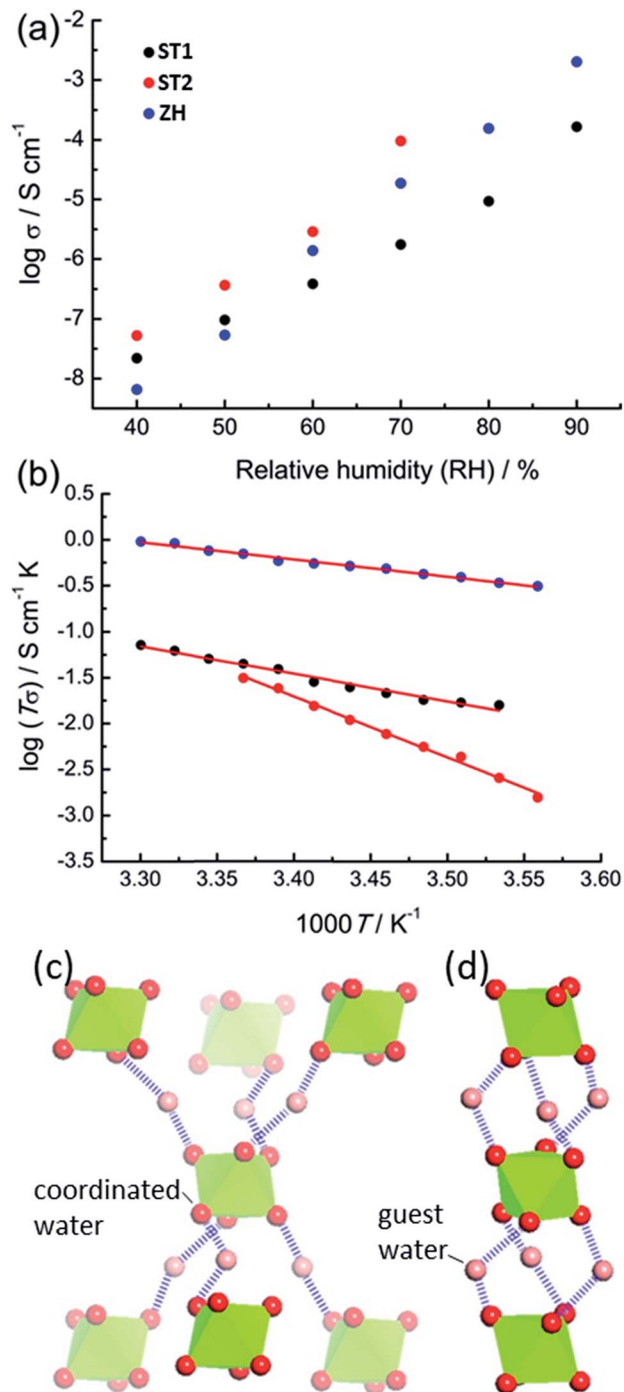 (a)
-2
-3
-4
-5
-6
-7
-8
log σ / S cm⁻¹
ST1
ST2
ZH
40 50 60 70 80 90
Relative humidity (RH) / %
(b)
0.5
0.0
-0.5
-1.0
-1.5
-2.0
-2.5
-3.0
-3.5
log (Tσ) / S cm⁻¹ K
3.30 3.35 3.40 3.45 3.50 3.55 3.60
1000 T / K⁻¹
(c)
coordinated
water
(d)
guest
water